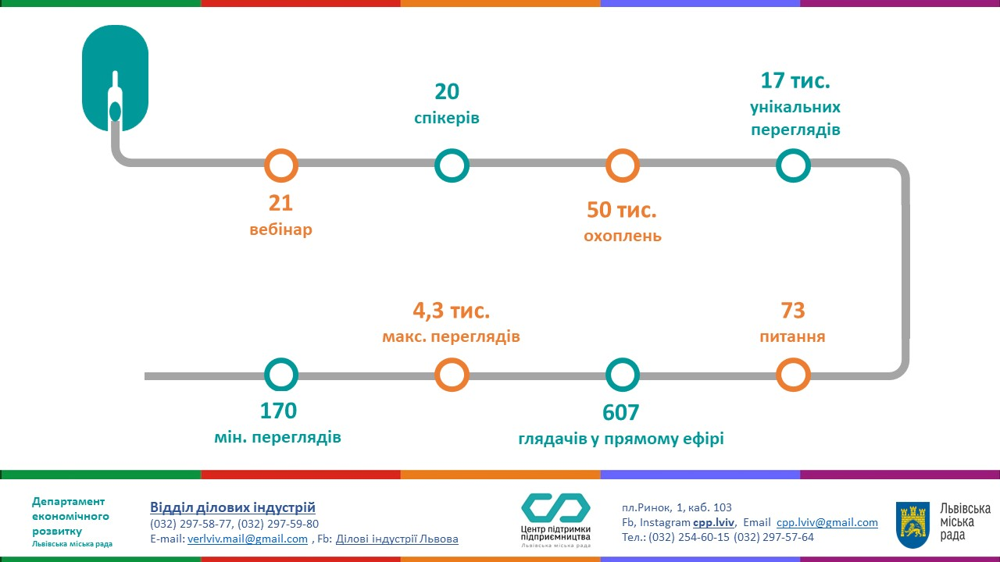 20
спікерів
17 тис.
унікальних
переглядів
21
вебінар
50 тис.
охоплень
4,3 тис.
макс. переглядів
73
питання
170
мін. переглядів
607
глядачів у прямому ефірі
Департамент
економічного
розвитку
Львівська міська рада
Відділ ділових індустрій
(032) 297-58-77, (032) 297-59-80
E-mail: verlviv.mail@gmail.com , Fb: Ділові індустрії Львова
Центр підтримки
підприємництва
Львівська міська рада
пл.Ринок, 1, каб. 103
Fb, Instagram cpp.lviv, Email cpp.lviv@gmail.com
Тел.: (032) 254-60-15 (032) 297-57-64
Львівська
міська
рада